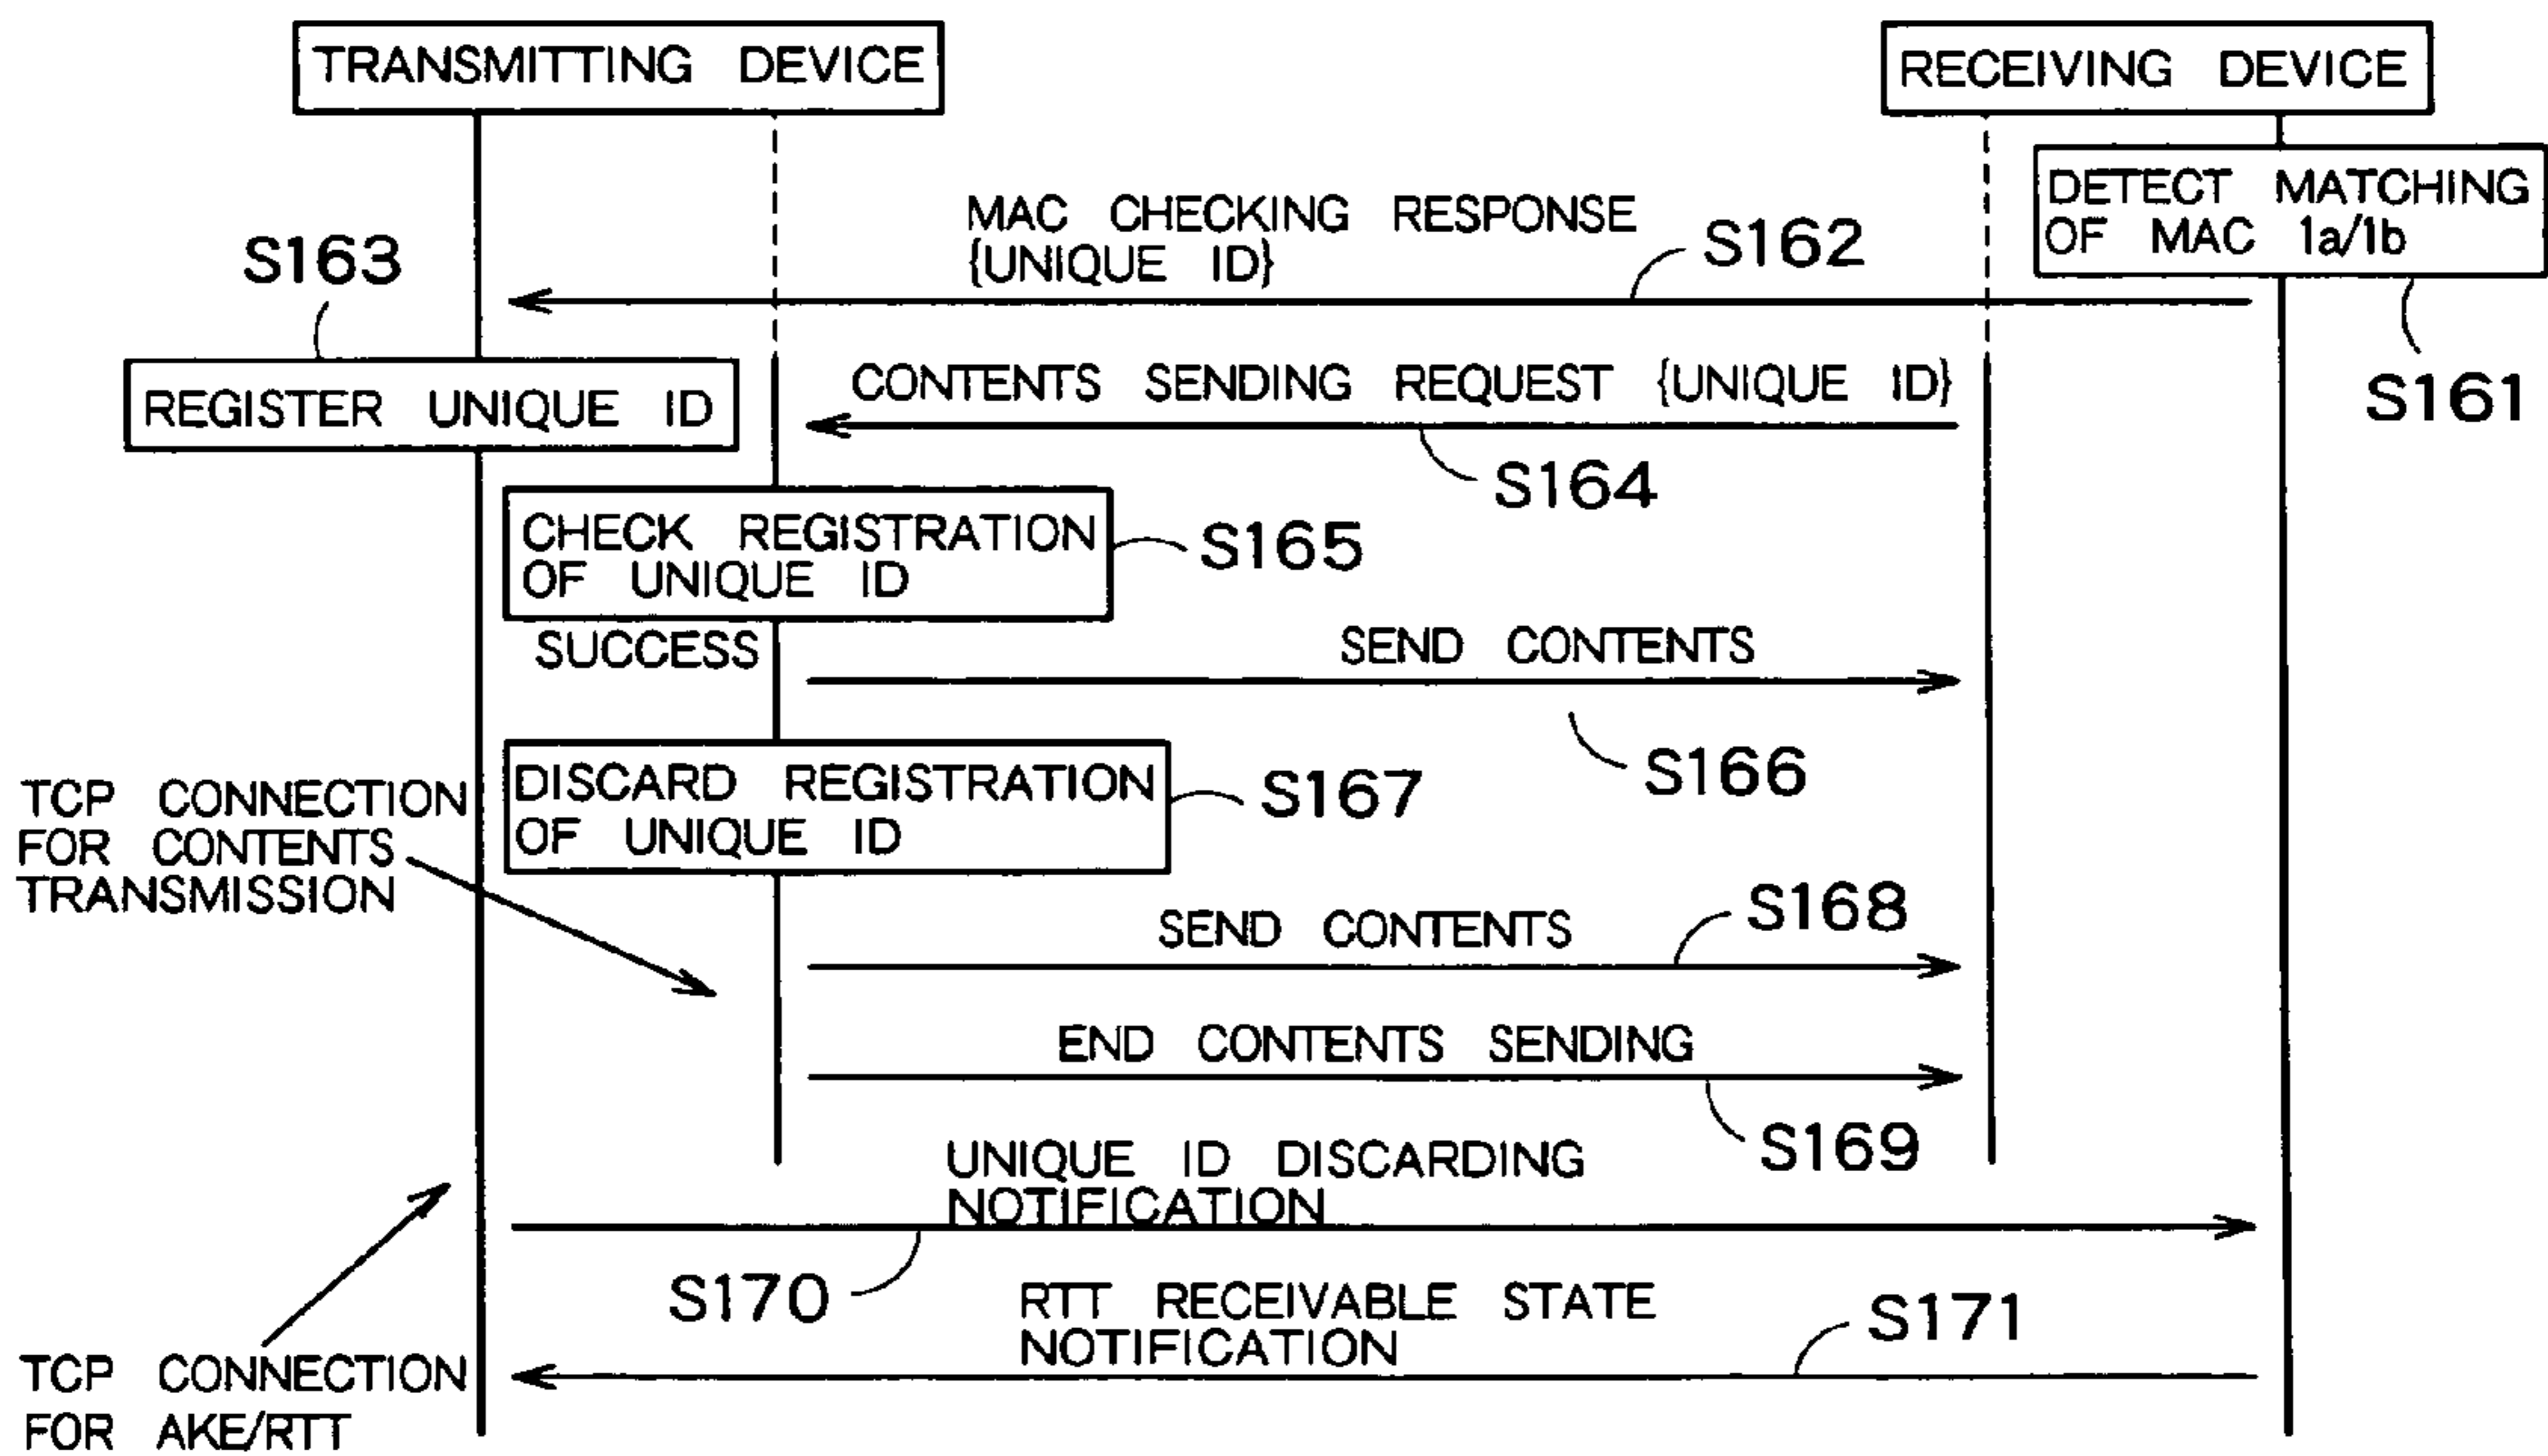 TRANSMITTING DEVICE
RECEIVING DEVICE
DETECT MATCHING
OF MAC 1a/1b
S161
MAC CHECKING RESPONSE
{UNIQUE ID}
S162
S163
REGISTER UNIQUE ID
CONTENTS SENDING REQUEST {UNIQUE ID}
S164
CHECK REGISTRATION
OF UNIQUE ID
S165
SUCCESS
SEND CONTENTS
S166
DISCARD REGISTRATION
OF UNIQUE ID
S167
TCP CONNECTION
FOR CONTENTS
TRANSMISSION
SEND CONTENTS
S168
END CONTENTS SENDING
S169
UNIQUE ID DISCARDING
NOTIFICATION
S170
RTT RECEIVABLE STATE
NOTIFICATION
S171
TCP CONNECTION
FOR AKE/RTT